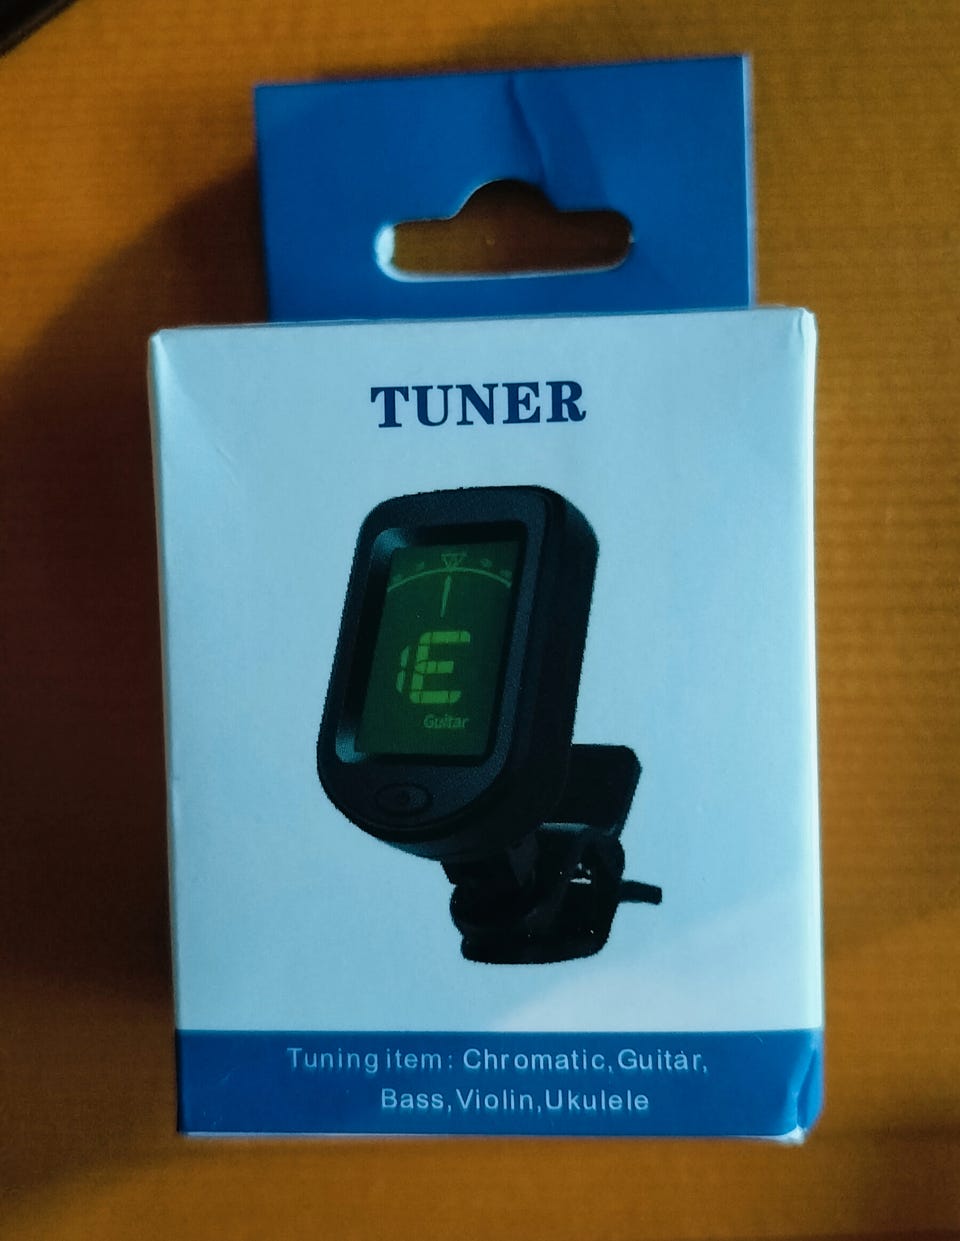 TUNER
E
Guitar
Tuning item: Chromatic,Guitar,
Bass,Violin,Ukulele